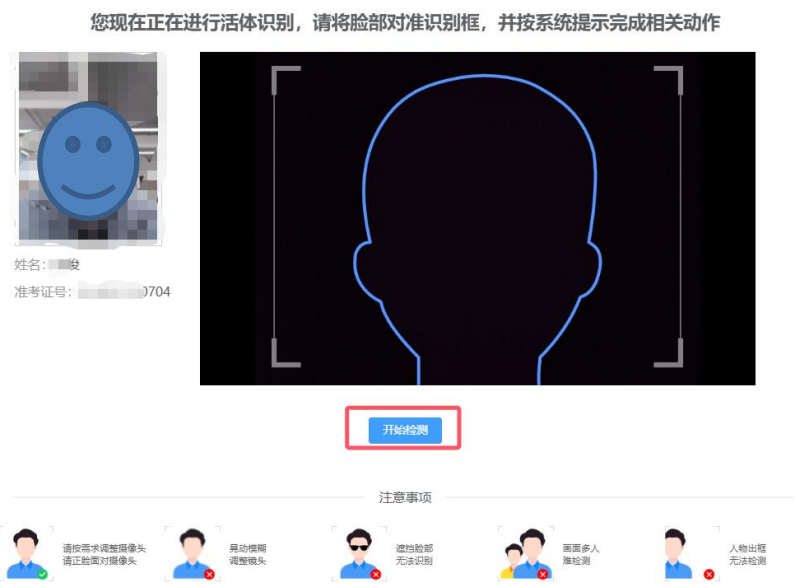 您现在正在进行活体识别，请将脸部对准识别框，并按系统提示完成相关动作
姓名： 俊
准考证号： 0704
开始检测
注意事项
请按需求调整摄像头
请正脸面对摄像头
晃动模糊
调整镜头
遮挡脸部
无法识别
画面多人
难检测
人物出框
无法检测